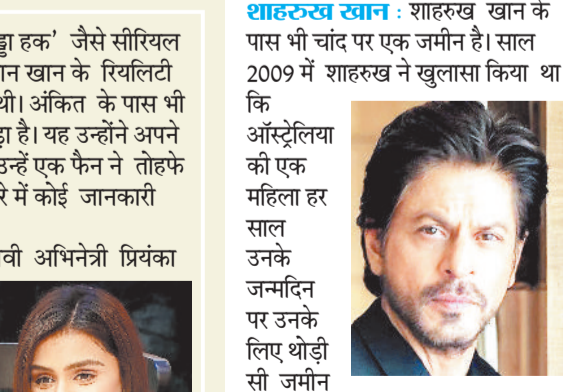 हक’ जैसे सीरियल
खान के रियलिटी
थी। अंकित के पास भी
है। यह उन्होंने अपने
उन्हें एक फैन ने तोहफे
में कोई जानकारी
अभिनेत्री प्रियंका
शाहरुख खान : शाहरुख खान के
पास भी चांद पर एक जमीन है। साल
2009 में शाहरुख ने खुलासा किया था
कि
ऑस्ट्रेलिया
की एक
महिला हर
साल
उनके
जन्मदिन
पर उनके
लिए थोड़ी
सी जमीन